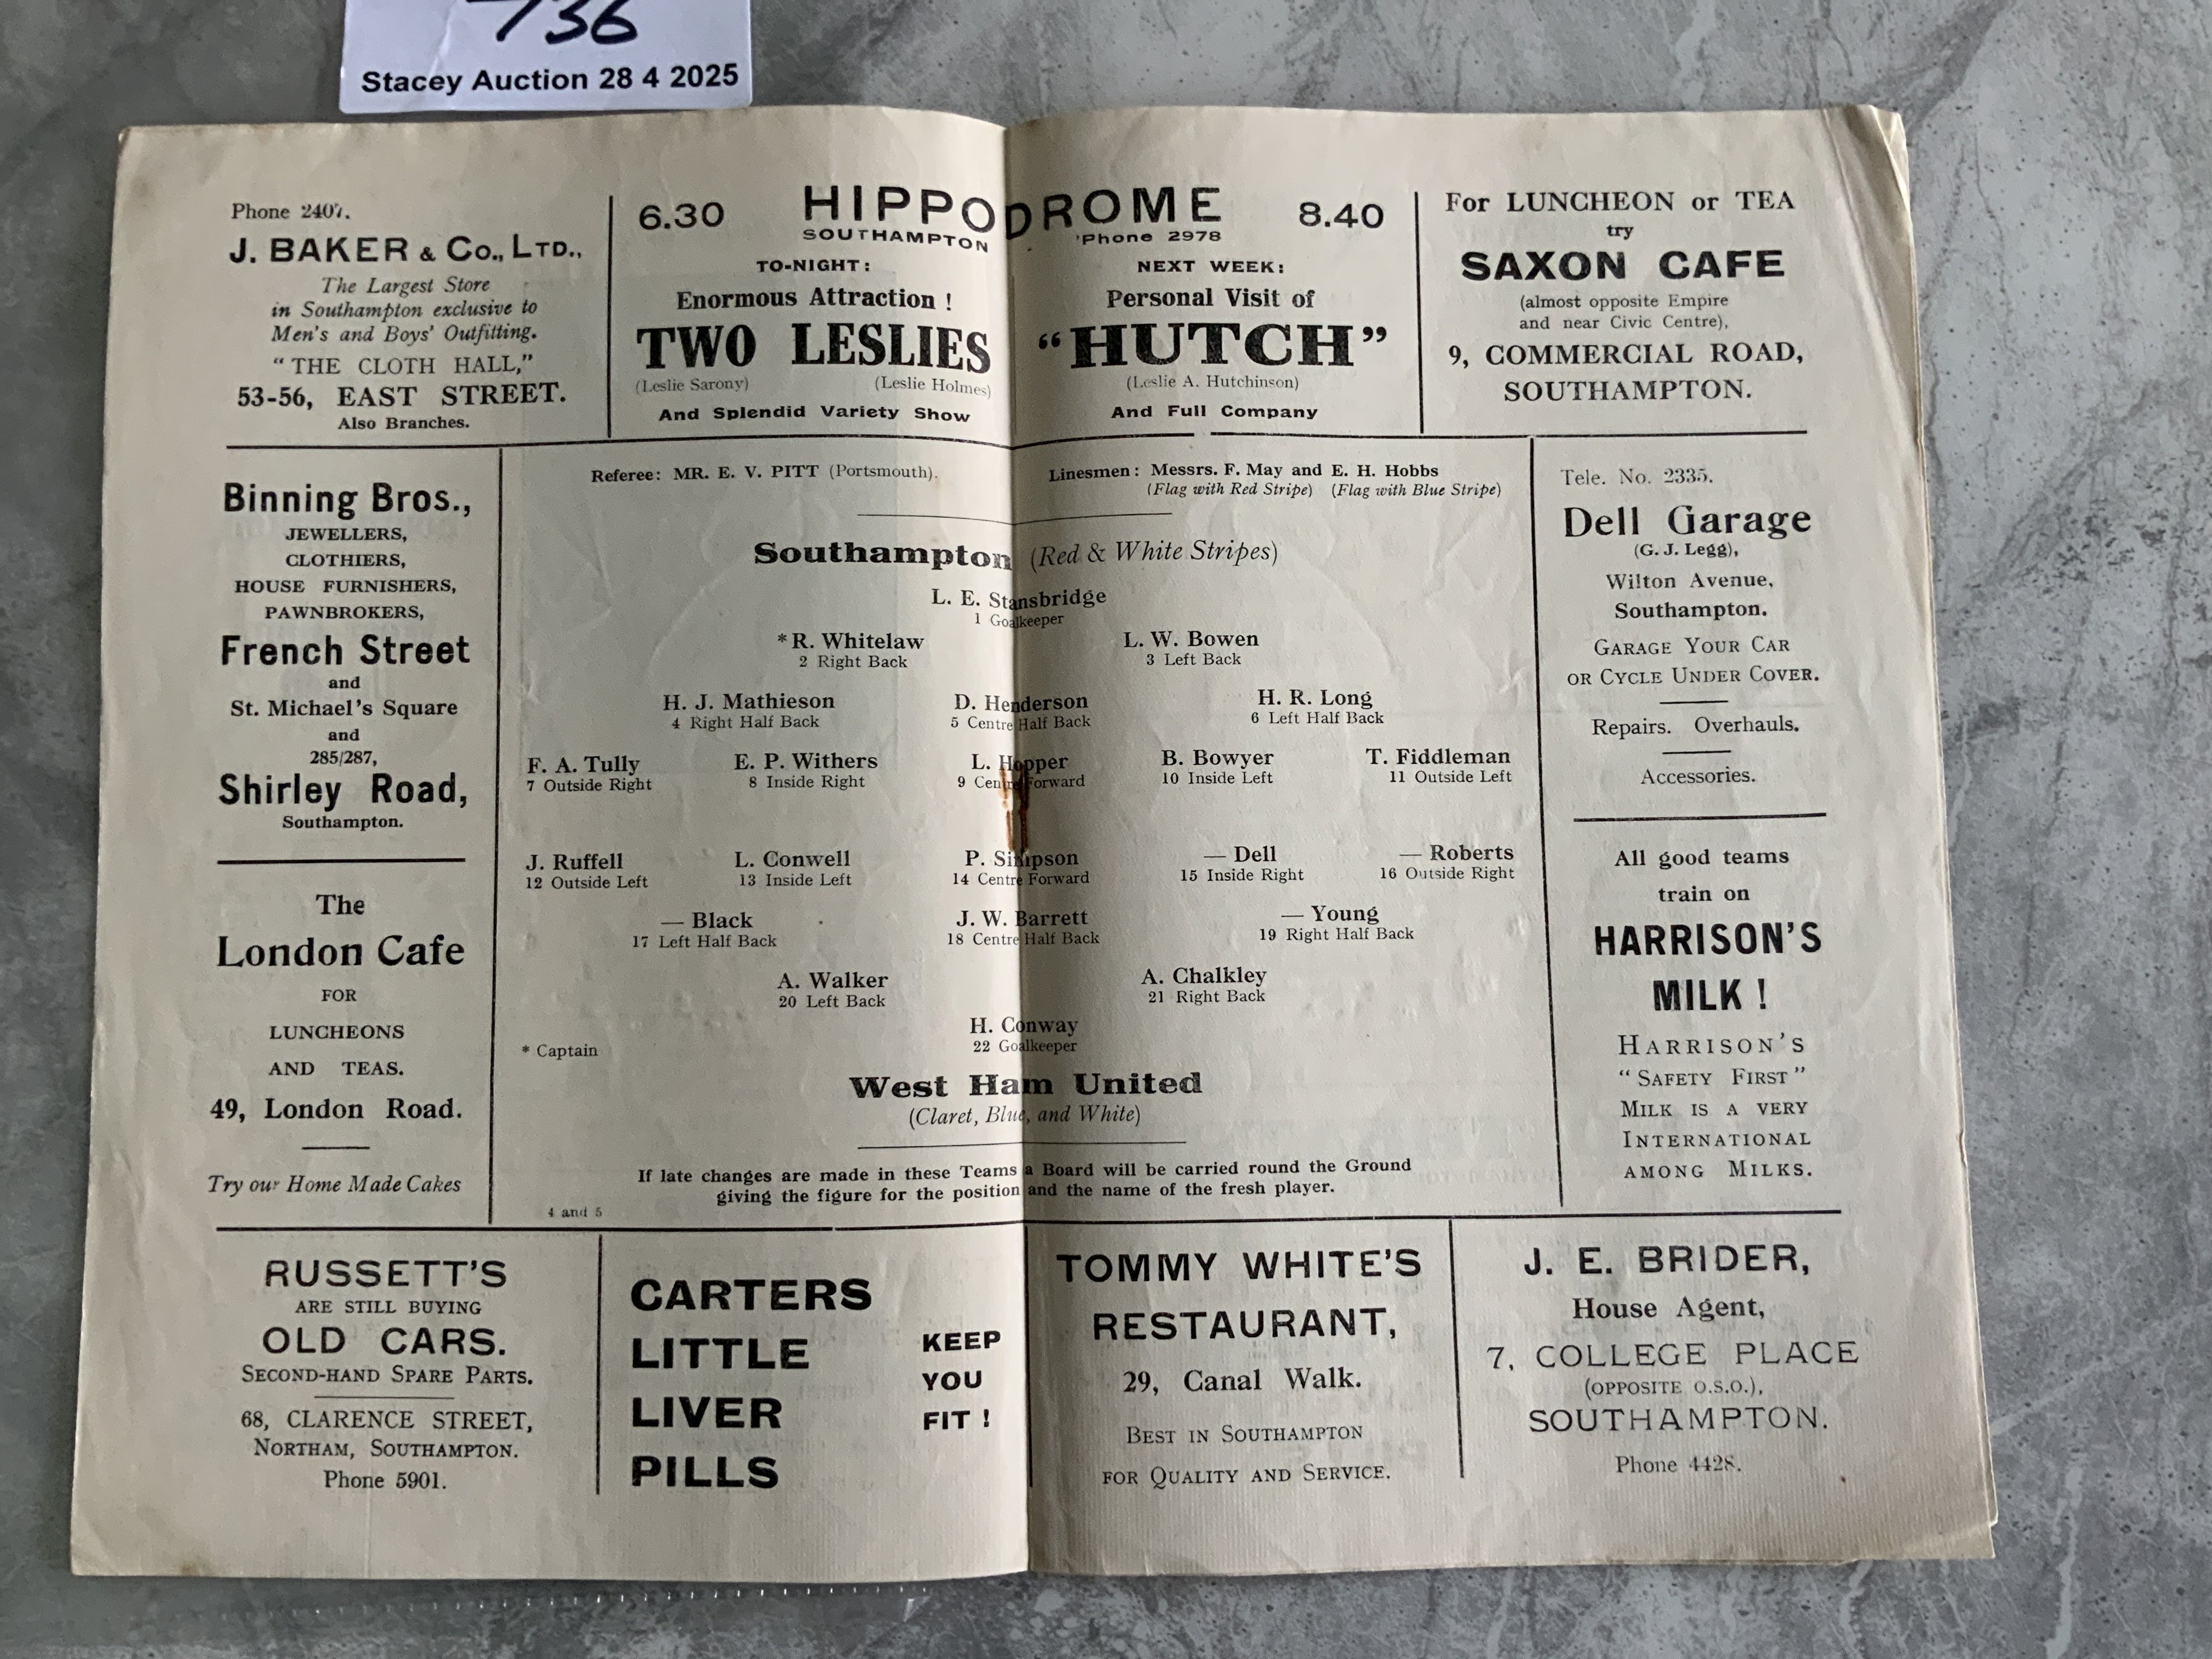 736
Stacey Auction 28 4 2025
Phone 2407.
J. BAKER & Co., LTD.,
The Largest Store
in Southampton exclusive to
Men's and Boys' Outfitting.
"THE CLOTH HALL,"
53-56, EAST STREET.
Also Branches.
6.30 HIPPODROME 8.40
SOUTHAMPTON 'Phone 2978
TO-NIGHT:
Enormous Attraction !
TWO LESLIES
(Leslie Sarony) (Leslie Holmes)
And Splendid Variety Show
NEXT WEEK:
Personal Visit of
"HUTCH"
(Leslie A. Hutchinson)
And Full Company
For LUNCHEON or TEA
try
SAXON CAFE
(almost opposite Empire
and near Civic Centre),
9, COMMERCIAL ROAD,
SOUTHAMPTON.
Binning Bros.,
JEWELLERS,
CLOTHIERS,
HOUSE FURNISHERS,
PAWNBROKERS,
French Street
and
St. Michael's Square
and
285/287,
Shirley Road,
Southampton.
The
London Cafe
FOR
LUNCHEONS
AND TEAS.
49, London Road.
Try our Home Made Cakes
Referee: MR. E. V. PITT (Portsmouth).
Linesmen: Messrs. F. May and E. H. Hobbs
(Flag with Red Stripe) (Flag with Blue Stripe)
Southampton (Red & White Stripes)
L. E. Stansbridge
1 Goalkeeper
*R. Whitelaw L. W. Bowen
2 Right Back 3 Left Back
H. J. Mathieson D. Henderson H. R. Long
4 Right Half Back 5 Centre Half Back 6 Left Half Back
F. A. Tully E. P. Withers L. Hopper B. Bowyer T. Fiddleman
7 Outside Right 8 Inside Right 9 Centre Forward 10 Inside Left 11 Outside Left
J. Ruffell L. Conwell P. Simpson — Dell — Roberts
12 Outside Left 13 Inside Left 14 Centre Forward 15 Inside Right 16 Outside Right
— Black J. W. Barrett — Young
17 Left Half Back 18 Centre Half Back 19 Right Half Back
A. Walker A. Chalkley
20 Left Back 21 Right Back
H. Conway
22 Goalkeeper
* Captain
West Ham United
(Claret, Blue, and White)
If late changes are made in these Teams a Board will be carried round the Ground
giving the figure for the position and the name of the fresh player.
4 and 5
Tele. No. 2335.
Dell Garage
(G. J. Legg),
Wilton Avenue,
Southampton.
GARAGE YOUR CAR
OR CYCLE UNDER COVER.
Repairs. Overhauls.
Accessories.
All good teams
train on
HARRISON'S
MILK !
HARRISON'S
"SAFETY FIRST"
MILK IS A VERY
INTERNATIONAL
AMONG MILKS.
RUSSETT'S
ARE STILL BUYING
OLD CARS.
SECOND-HAND SPARE PARTS.
68, CLARENCE STREET,
NORTHAM, SOUTHAMPTON.
Phone 5901.
CARTERS
LITTLE
LIVER
PILLS
KEEP
YOU
FIT !
TOMMY WHITE'S
RESTAURANT,
29, Canal Walk.
BEST IN SOUTHAMPTON
FOR QUALITY AND SERVICE.
J. E. BRIDER,
House Agent,
7, COLLEGE PLACE
(OPPOSITE O.S.O.),
SOUTHAMPTON.
Phone 4428.